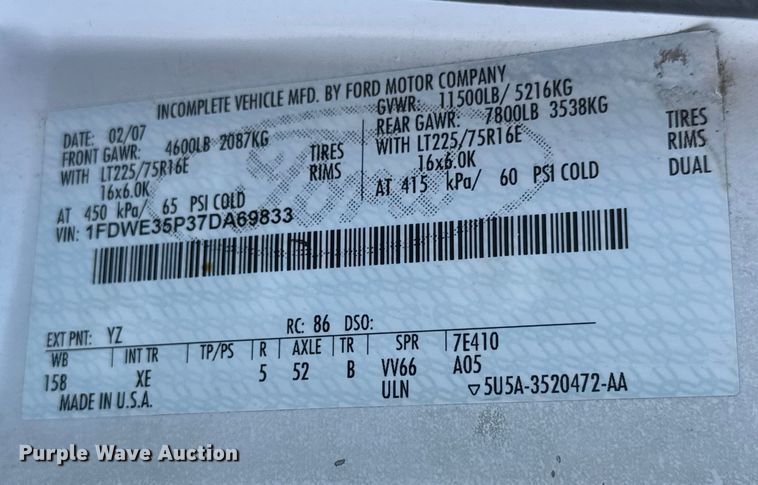 INCOMPLETE VEHICLE MFD. BY FORD MOTOR COMPANY
DATE: 02/07 GVWR: 11500LB/ 5216KG
FRONT GAWR: 4600LB 2087KG REAR GAWR: 7800LB 3538KG
WITH LT225/75R16E TIRES WITH LT225/75R16E TIRES
16x6.0K RIMS 16x6.0K RIMS
AT 450 kPa/ 65 PSI COLD AT 415 kPa/ 60 PSI COLD DUAL
VIN: 1FDWE35P37DA69833
EXT PNT: YZ RC: 86 DSO:
WB INT TR TP/PS R AXLE TR SPR 7E410
158 XE 5 52 B VV66 A05
ULN
MADE IN U.S.A. ▽5U5A-3520472-AA
Purple Wave Auction